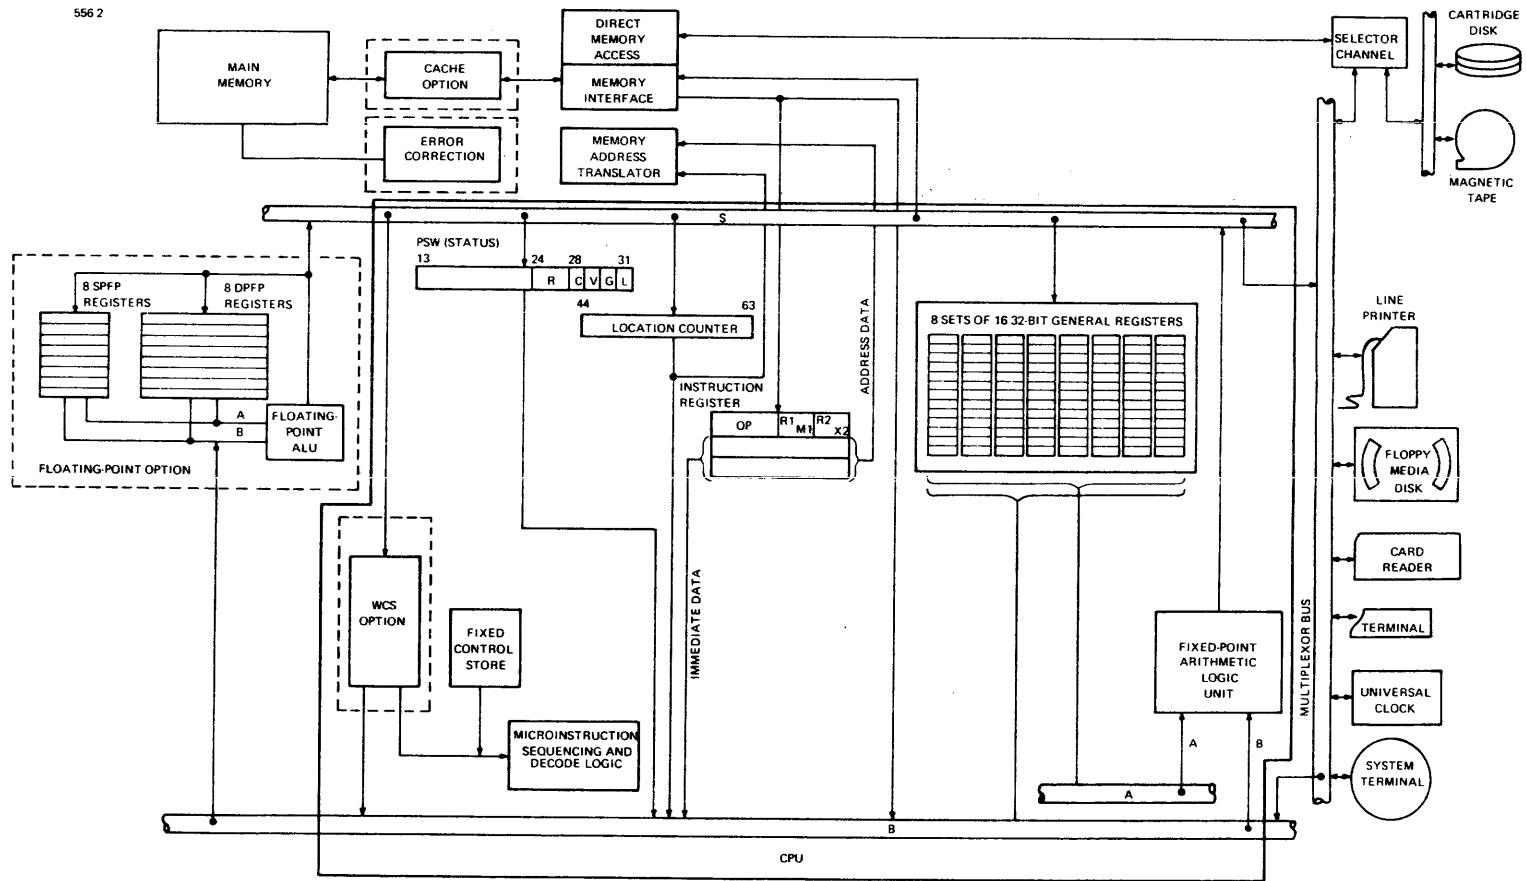 556 2
MAIN
MEMORY
CACHE
OPTION
ERROR
CORRECTION
DIRECT
MEMORY
ACCESS
MEMORY
INTERFACE
MEMORY
ADDRESS
TRANSLATOR
SELECTOR
CHANNEL
CARTRIDGE
DISK
MAGNETIC
TAPE
S
PSW (STATUS)
13 24 28 31
R C V G L
44 63
LOCATION COUNTER
8 SPFP
REGISTERS
8 DPFP
REGISTERS
A
B
FLOATING-
POINT
ALU
FLOATING-POINT OPTION
INSTRUCTION
REGISTER
OP R1 M1 R2 X2
ADDRESS DATA
IMMEDIATE DATA
8 SETS OF 16 32-BIT GENERAL REGISTERS
LINE
PRINTER
FLOPPY
MEDIA
DISK
CARD
READER
TERMINAL
UNIVERSAL
CLOCK
SYSTEM
TERMINAL
MULTIPLEXOR BUS
WCS
OPTION
FIXED
CONTROL
STORE
MICROINSTRUCTION
SEQUENCING AND
DECODE LOGIC
FIXED-POINT
ARITHMETIC
LOGIC
UNIT
A
B
A
B
CPU